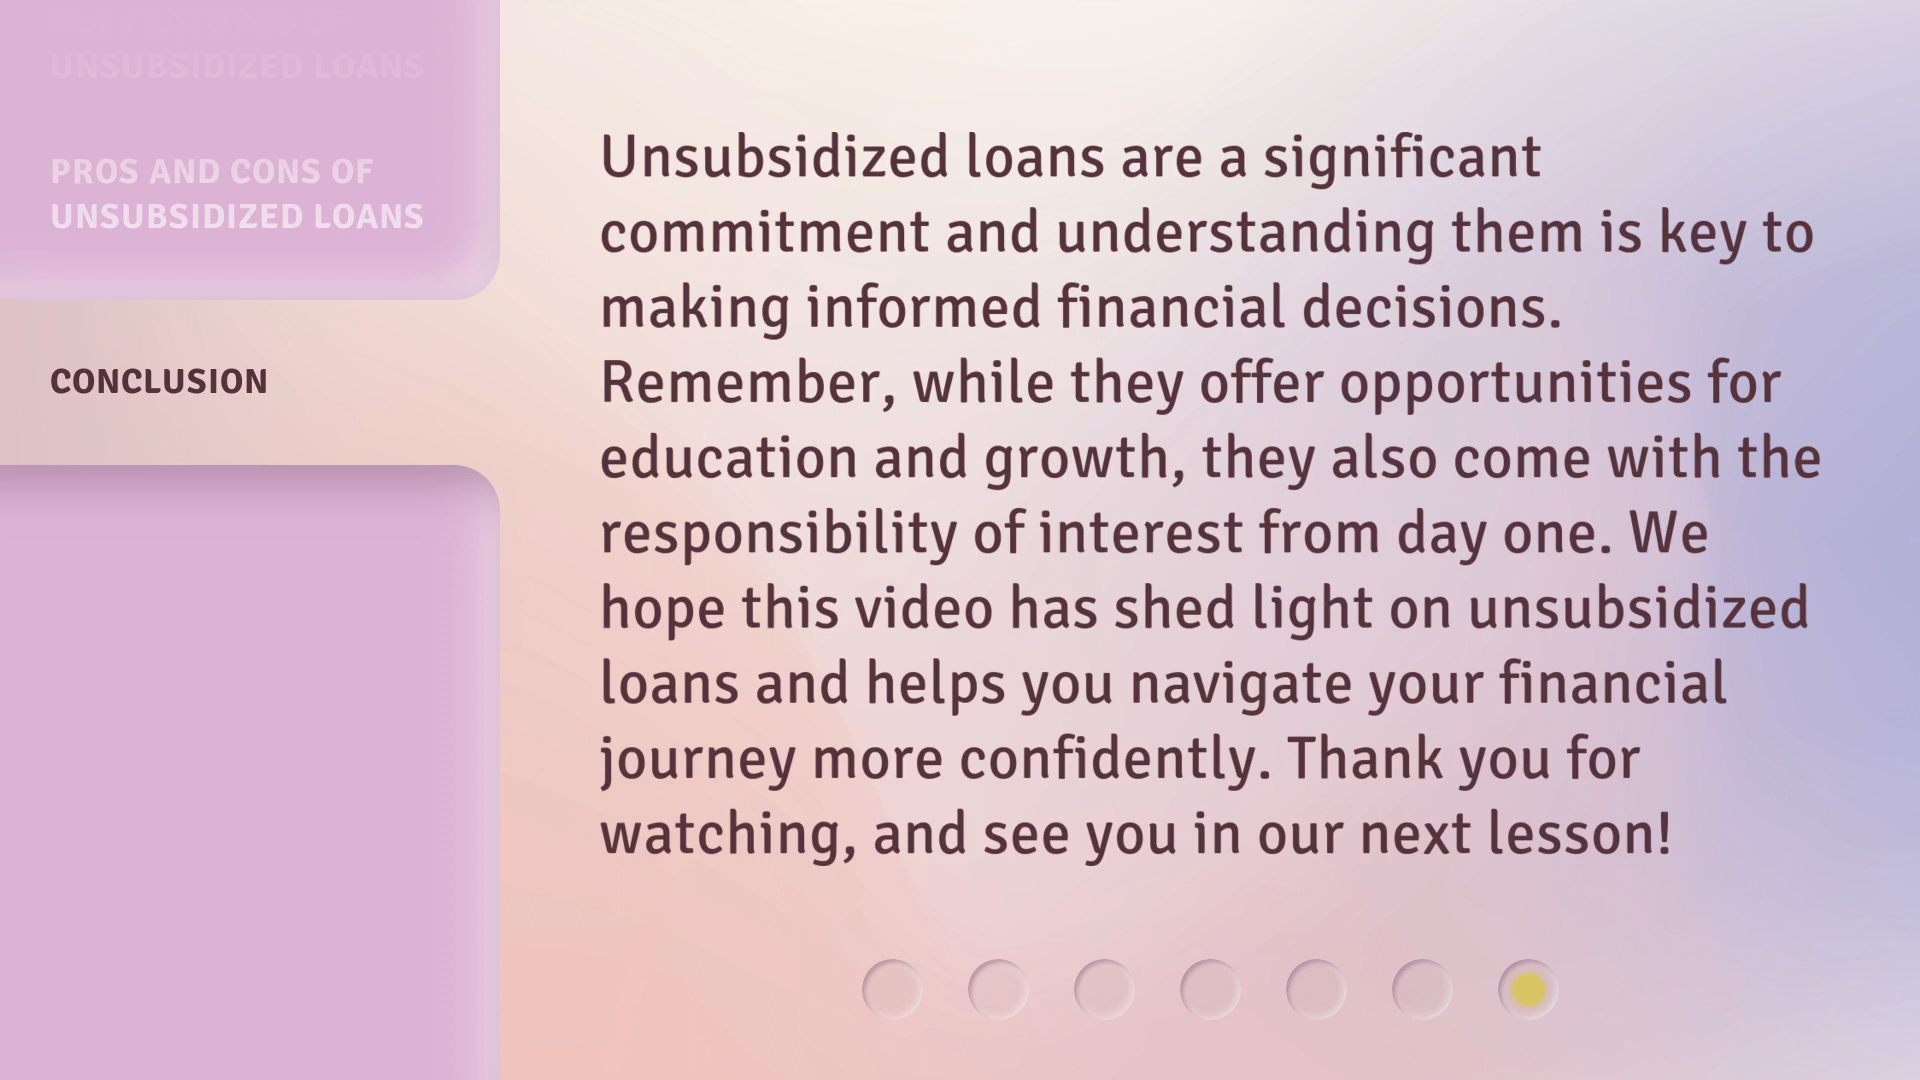 UNSUBSIDIZED LOANS
PROS AND CONS OF
UNSUBSIDIZED LOANS
CONCLUSION
Unsubsidized loans are a significant
commitment and understanding them is key to
making informed financial decisions.
Remember, while they offer opportunities for
education and growth, they also come with the
responsibility of interest from day one. We
hope this video has shed light on unsubsidized
loans and helps you navigate your financial
journey more confidently. Thank you for
watching, and see you in our next lesson!